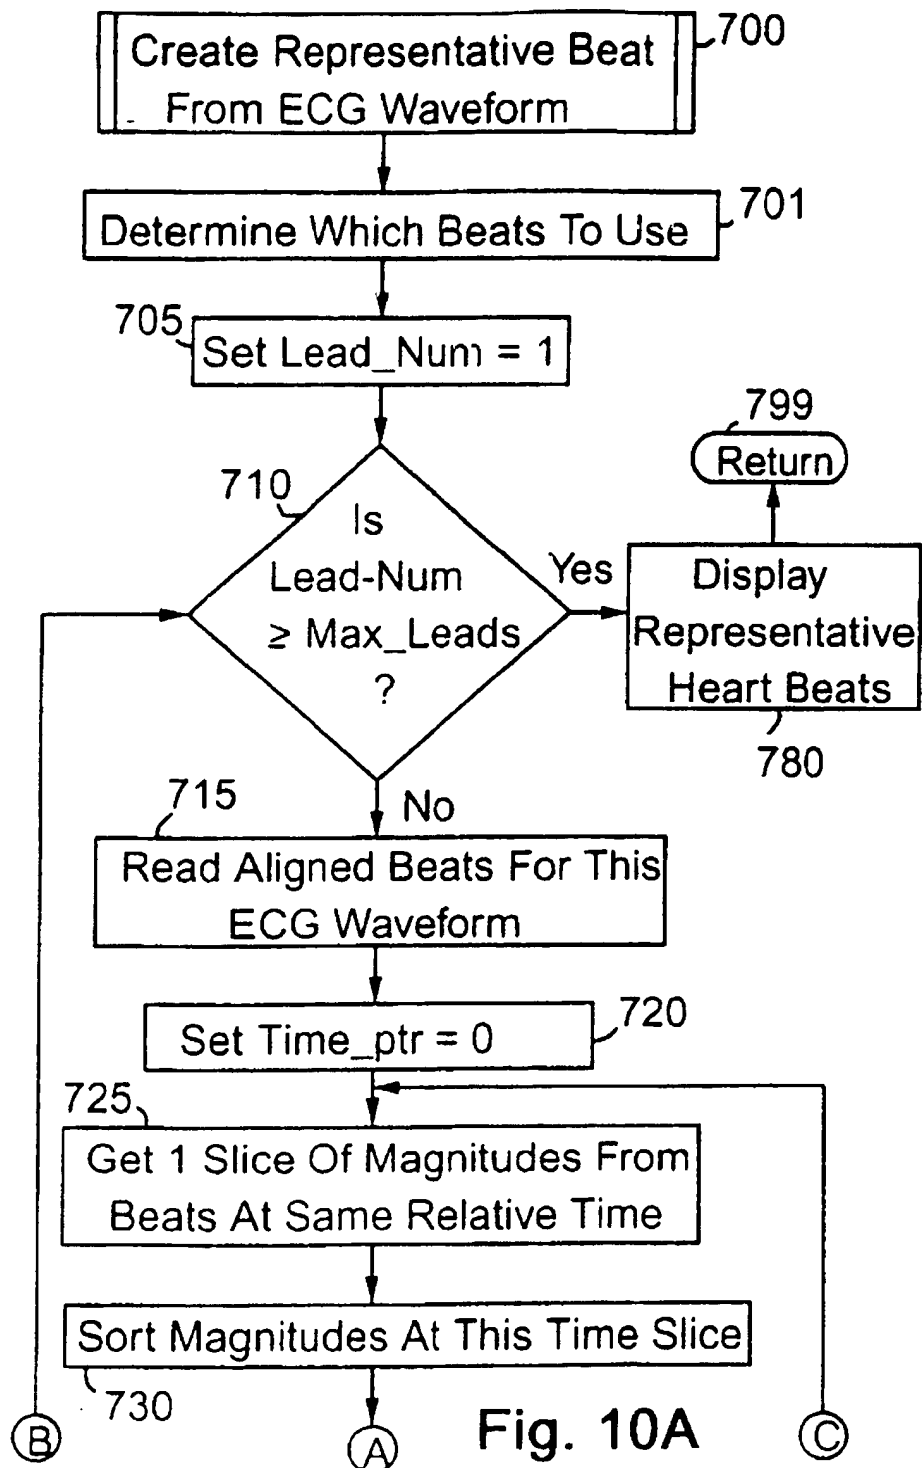 Create Representative Beat
From ECG Waveform
700
Determine Which Beats To Use
701
705
Set Lead_Num = 1
710
Is
Lead-Num
≥ Max_Leads
?
Yes
799
Return
Display
Representative
Heart Beats
780
No
715
Read Aligned Beats For This
ECG Waveform
Set Time_ptr = 0
720
725
Get 1 Slice Of Magnitudes From
Beats At Same Relative Time
Sort Magnitudes At This Time Slice
730
B
A
Fig. 10A
C